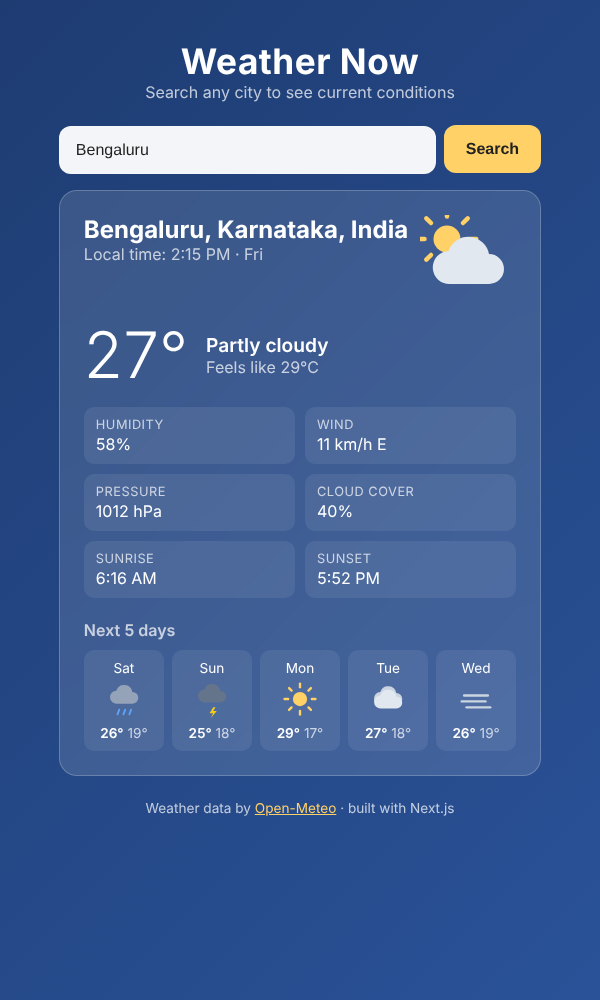 Weather Now
Search any city to see current conditions
Bengaluru
Search
Bengaluru, Karnataka, India
Local time: 2:15 PM · Fri
27°
Partly cloudy
Feels like 29°C
HUMIDITY
58%
WIND
11 km/h E
PRESSURE
1012 hPa
CLOUD COVER
40%
SUNRISE
6:16 AM
SUNSET
5:52 PM
Next 5 days
Sat
26° 19°
Sun
25° 18°
Mon
29° 17°
Tue
27° 18°
Wed
26° 19°
Weather data by Open-Meteo · built with Next.js